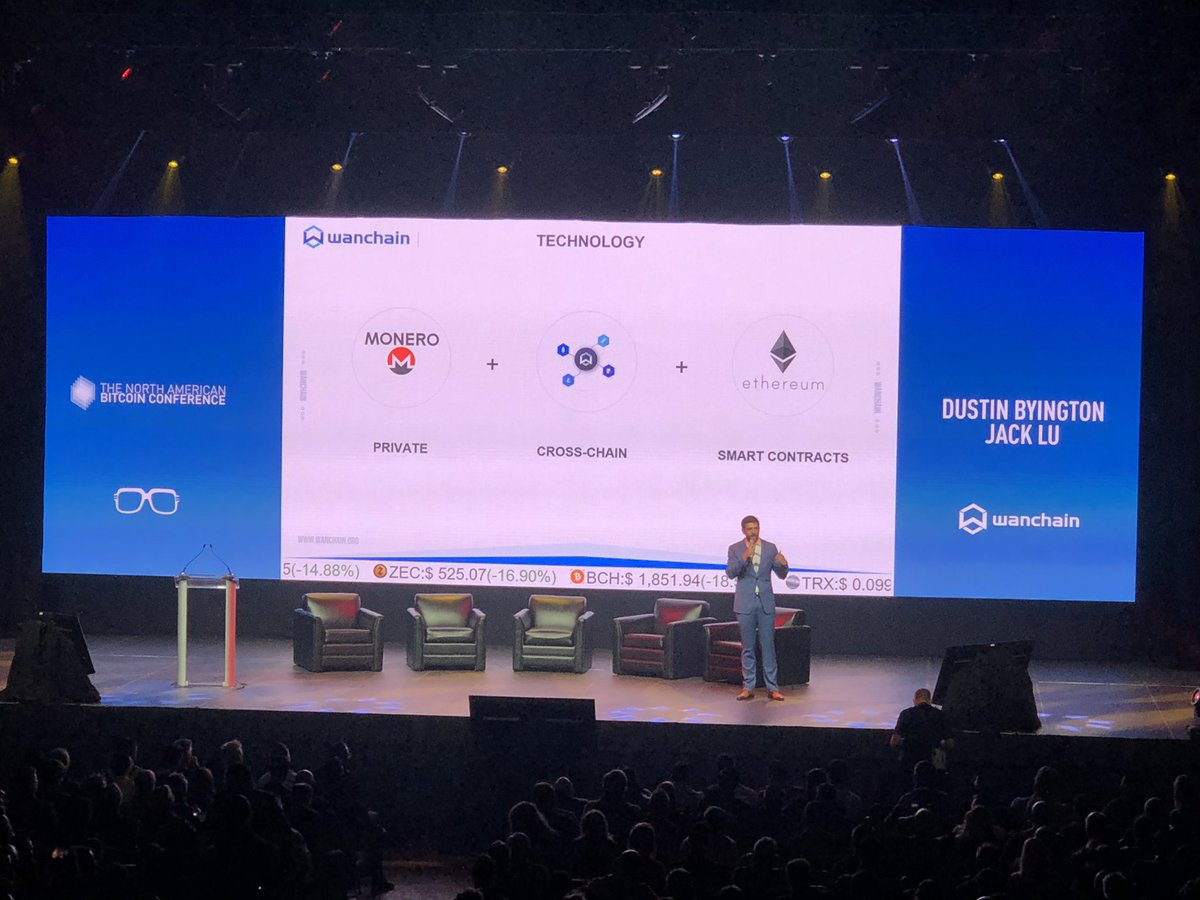 THE NORTH AMERICAN
BITCOIN CONFERENCE
wanchain
TECHNOLOGY
MONERO
+
+
ethereum
PRIVATE
CROSS-CHAIN
SMART CONTRACTS
WANCHAIN
WANCHAIN
WWW.WANCHAIN.ORG
5(-14.88%) ZEC:$ 525.07(-16.90%) BCH:$ 1,851.94(-18. TRX:$ 0.099
DUSTIN BYINGTON
JACK LU
wanchain